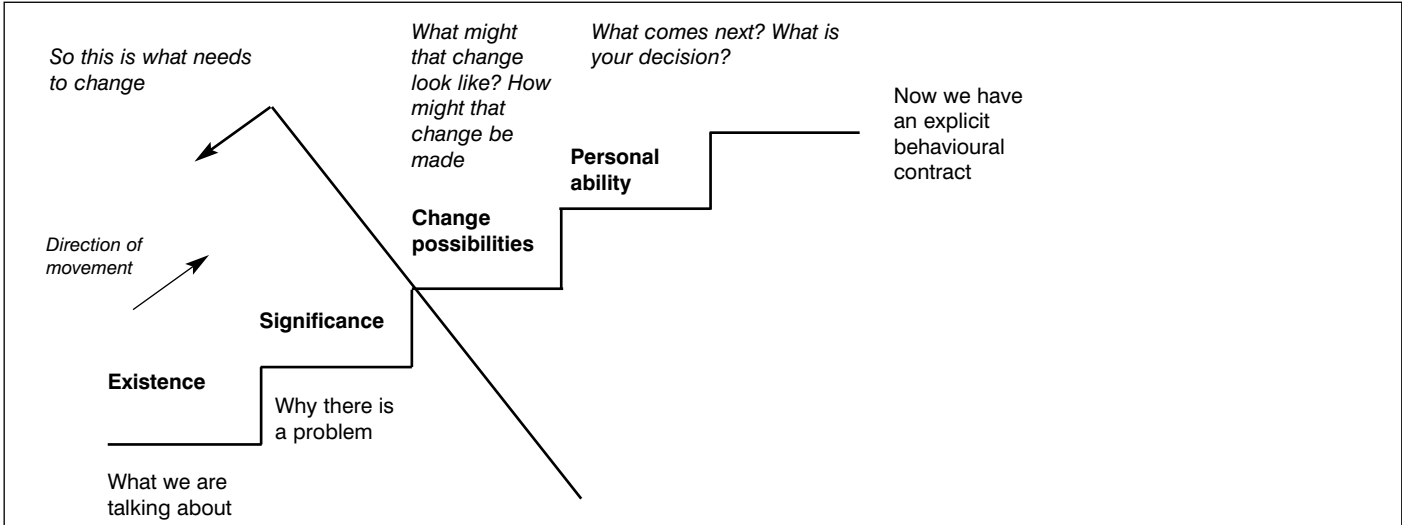 So this is what needs
to change
What might
that change
look like? How
might that
change be
made
What comes next? What is
your decision?
Now we have
an explicit
behavioural
contract
Personal
ability
Change
possibilities
Direction of
movement
Significance
Existence
Why there is
a problem
What we are
talking about